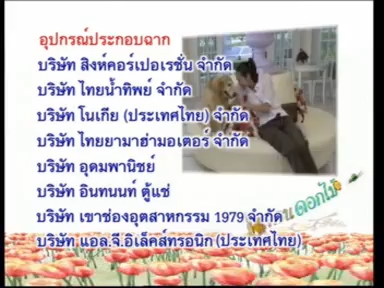 อุปกรณ์ประกอบฉาก
บริษัท สิงห์คอร์เปอเรชั่น จำกัด
บริษัท ไทยน้ำทิพย์ จำกัด
บริษัท โนเกีย (ประเทศไทย) จำกัด
บริษัท ไทยยามาฮ่ามอเตอร์ จำกัด
บริษัท อุดมพานิชย์
บริษัท อินทนนท์ ตู้แช่
บริษัท เขาช่องอุตสาหกรรม 1979 จำกัด
บริษัท แอล.จี.อิเล็คส์ทรอนิก (ประเทศไทย)
ดอกไม้